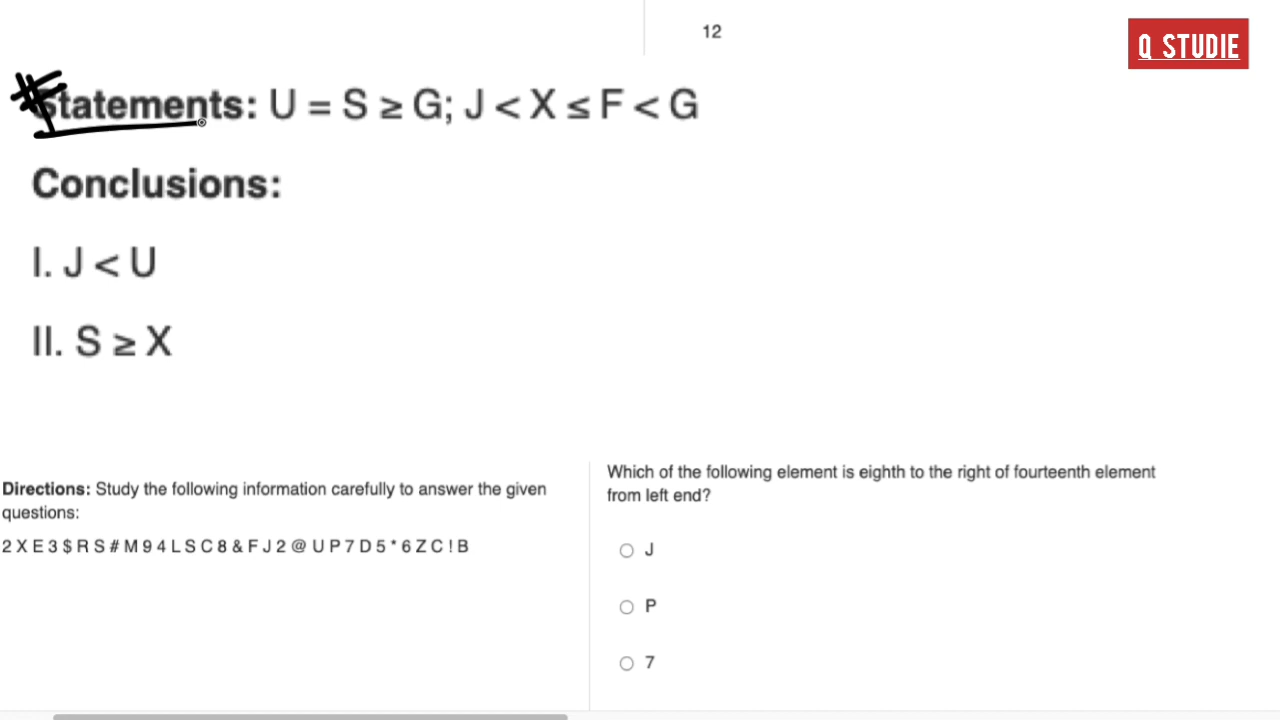 12
Q STUDIE
Statements: U = S ≥ G; J < X ≤ F < G
Conclusions:
I. J < U
II. S ≥ X
Directions: Study the following information carefully to answer the given
questions:
2 X E 3 $ R S # M 9 4 L S C 8 & F J 2 @ U P 7 D 5 * 6 Z C ! B
Which of the following element is eighth to the right of fourteenth element
from left end?
J
P
7